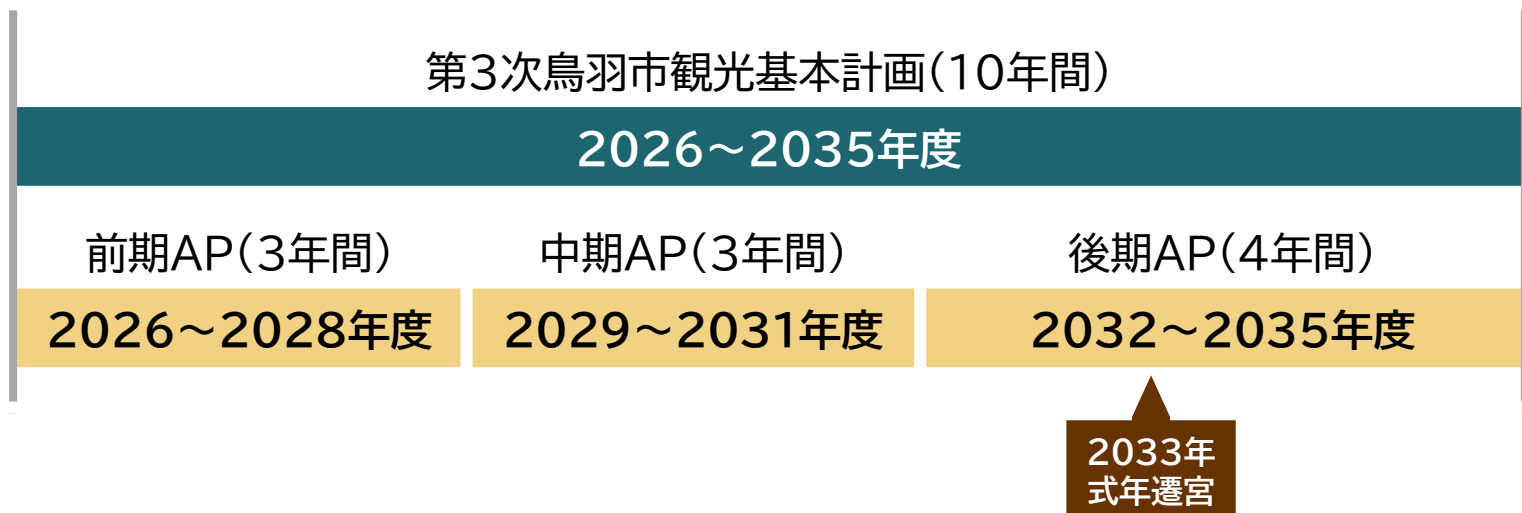 第3次鳥羽市観光基本計画(10年間)
2026～2035年度
前期AP(3年間)
中期AP(3年間)
後期AP(4年間)
2026～2028年度
2029～2031年度
2032～2035年度
2033年
式年遷宮